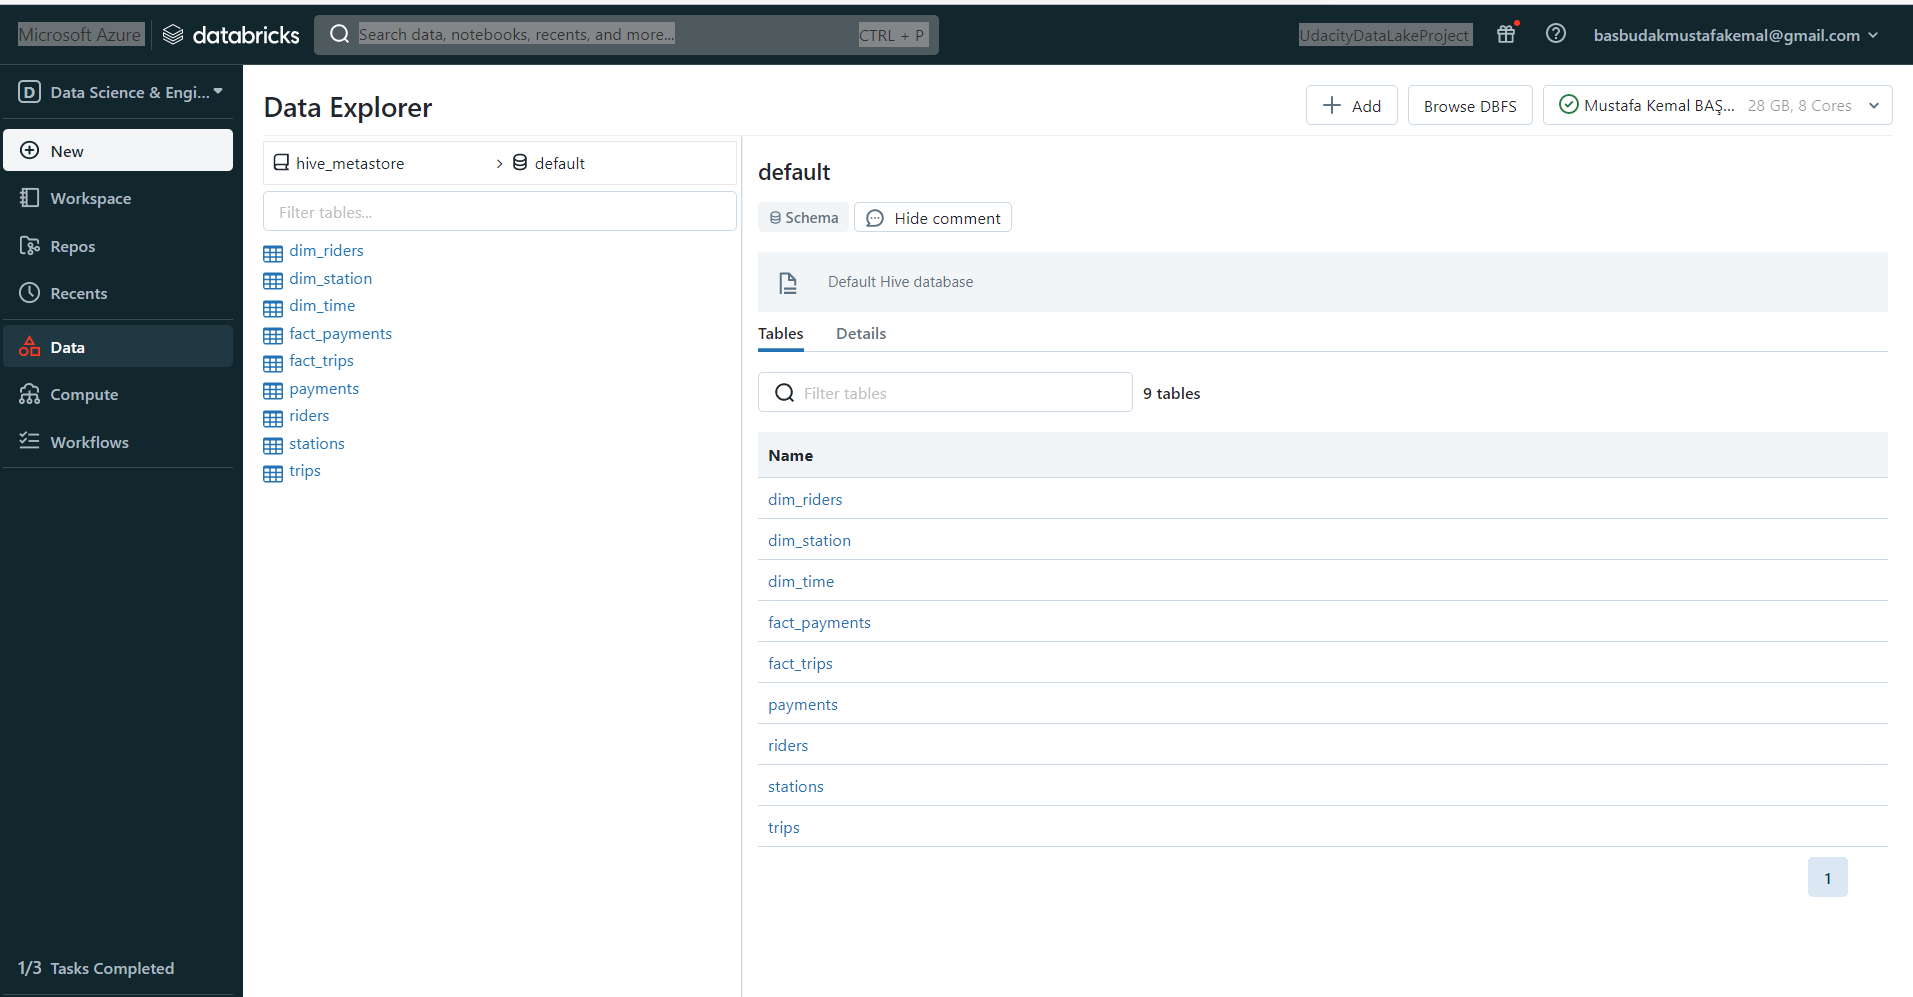 Microsoft Azure databricks Search data, notebooks, recents, and more... CTRL + P UdacityDataLakeProject basbudakmustafakemal@gmail.com
D Data Science & Engi...
New
Workspace
Repos
Recents
Data
Compute
Workflows
1/3 Tasks Completed
Data Explorer
Add
Browse DBFS
Mustafa Kemal BAŞ... 28 GB, 8 Cores
hive_metastore > default
Filter tables...
dim_riders
dim_station
dim_time
fact_payments
fact_trips
payments
riders
stations
trips
default
Schema
Hide comment
Default Hive database
Tables Details
Filter tables
9 tables
Name
dim_riders
dim_station
dim_time
fact_payments
fact_trips
payments
riders
stations
trips
1